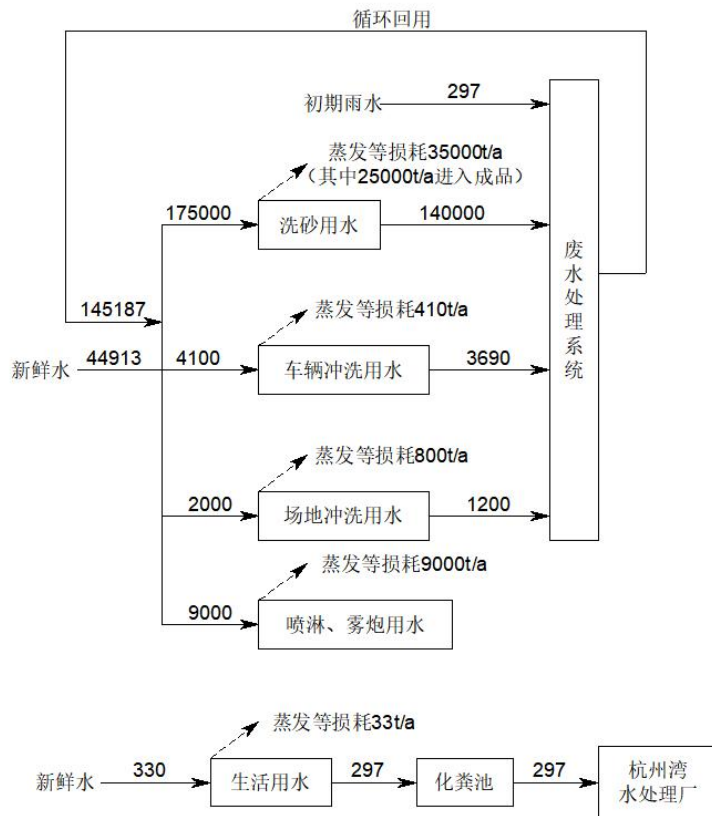 循环回用
初期雨水
297
蒸发等损耗35000t/a
(其中25000t/a进入成品)
175000
洗砂用水
140000
废水处理系统
145187
蒸发等损耗410t/a
新鲜水
44913
4100
车辆冲洗用水
3690
蒸发等损耗800t/a
2000
场地冲洗用水
1200
蒸发等损耗9000t/a
9000
喷淋、雾炮用水
蒸发等损耗33t/a
新鲜水
330
生活用水
297
化粪池
297
杭州湾
水处理厂